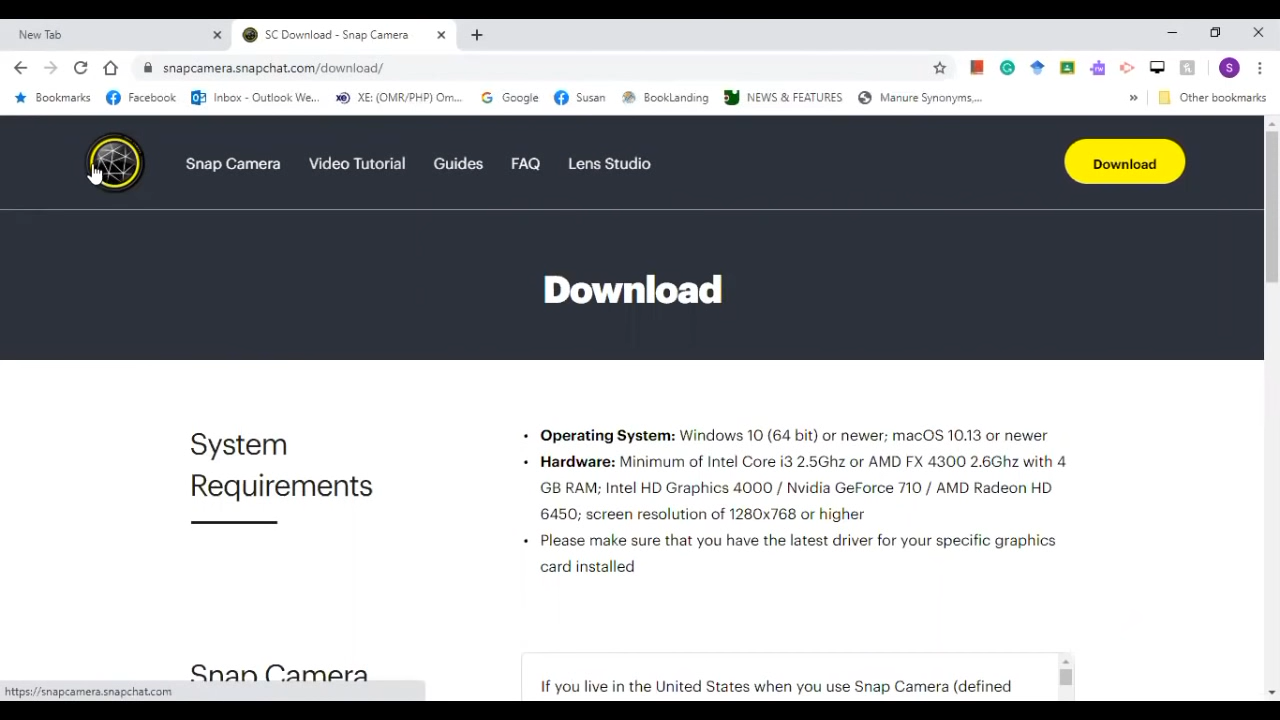 New Tab
SC Download - Snap Camera
snapcamera.snapchat.com/download/
S
Bookmarks
Facebook
Inbox - Outlook We...
XE: (OMR/PHP) Om...
Google
Susan
BookLanding
NEWS & FEATURES
Manure Synonyms,...
»
Other bookmarks
Snap Camera
Video Tutorial
Guides
FAQ
Lens Studio
Download
Download
System
Requirements
• Operating System: Windows 10 (64 bit) or newer; macOS 10.13 or newer
• Hardware: Minimum of Intel Core i3 2.5Ghz or AMD FX 4300 2.6Ghz with 4
GB RAM; Intel HD Graphics 4000 / Nvidia GeForce 710 / AMD Radeon HD
6450; screen resolution of 1280x768 or higher
• Please make sure that you have the latest driver for your specific graphics
card installed
Snap Camera
If you live in the United States when you use Snap Camera (defined
https://snapcamera.snapchat.com